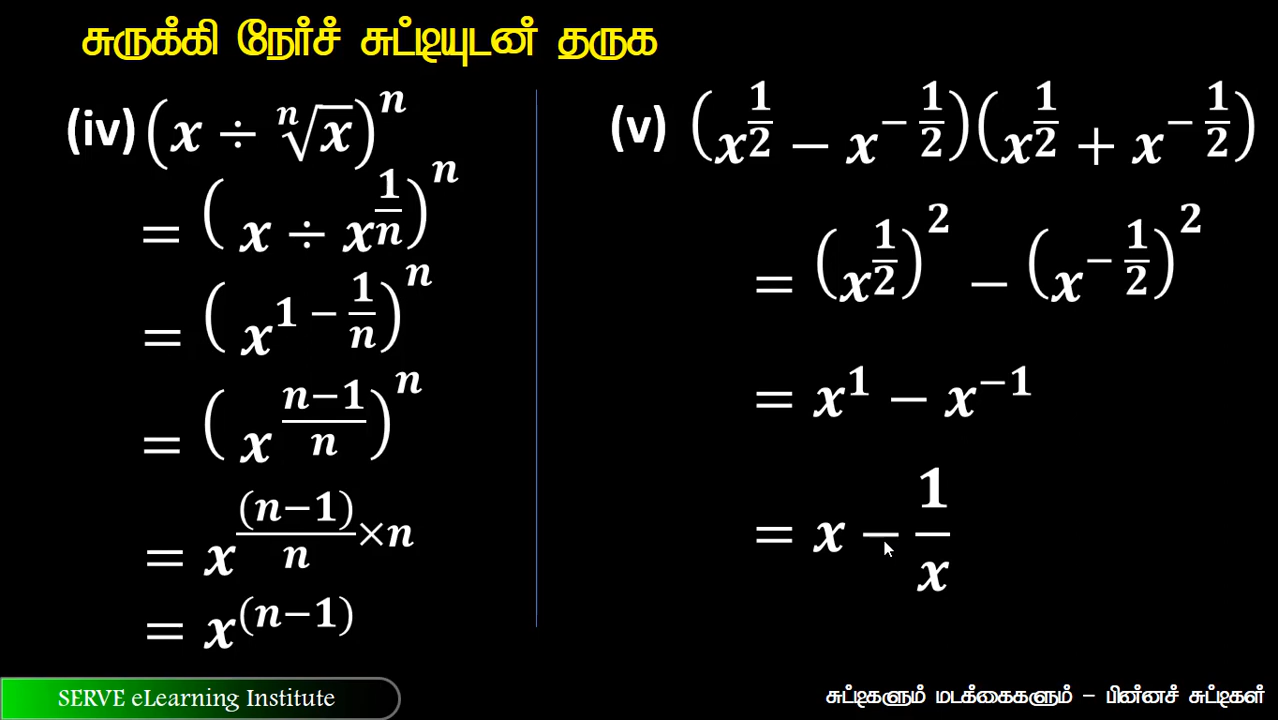 சுருக்கி நேர்ச் சுட்டியுடன் தருக
(iv) (x ÷ ⁿ√x)ⁿ
= (x ÷ x^(1/n))ⁿ
= (x^(1 − 1/n))ⁿ
= (x^((n−1)/n))ⁿ
= x^((n−1)/n × n)
= x^(n−1)
(v) (x^(1/2) − x^(−1/2))(x^(1/2) + x^(−1/2))
= (x^(1/2))² − (x^(−1/2))²
= x¹ − x⁻¹
= x − 1/x
SERVE eLearning Institute
சுட்டிகளும் மடக்கைகளும் – பின்னச் சுட்டிகள்